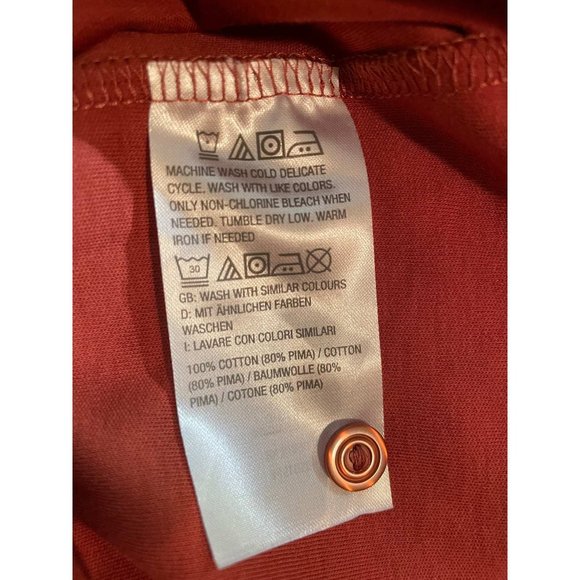 MACHINE WASH COLD DELICATE
CYCLE. WASH WITH LIKE COLORS.
ONLY NON-CHLORINE BLEACH WHEN
NEEDED. TUMBLE DRY LOW. WARM
IRON IF NEEDED
30
GB: WASH WITH SIMILAR COLOURS
D: MIT ÄHNLICHEN FARBEN
WASCHEN
I: LAVARE CON COLORI SIMILARI
100% COTTON (80% PIMA) / COTTON
(80% PIMA) / BAUMWOLLE (80%
PIMA) / COTONE (80% PIMA)